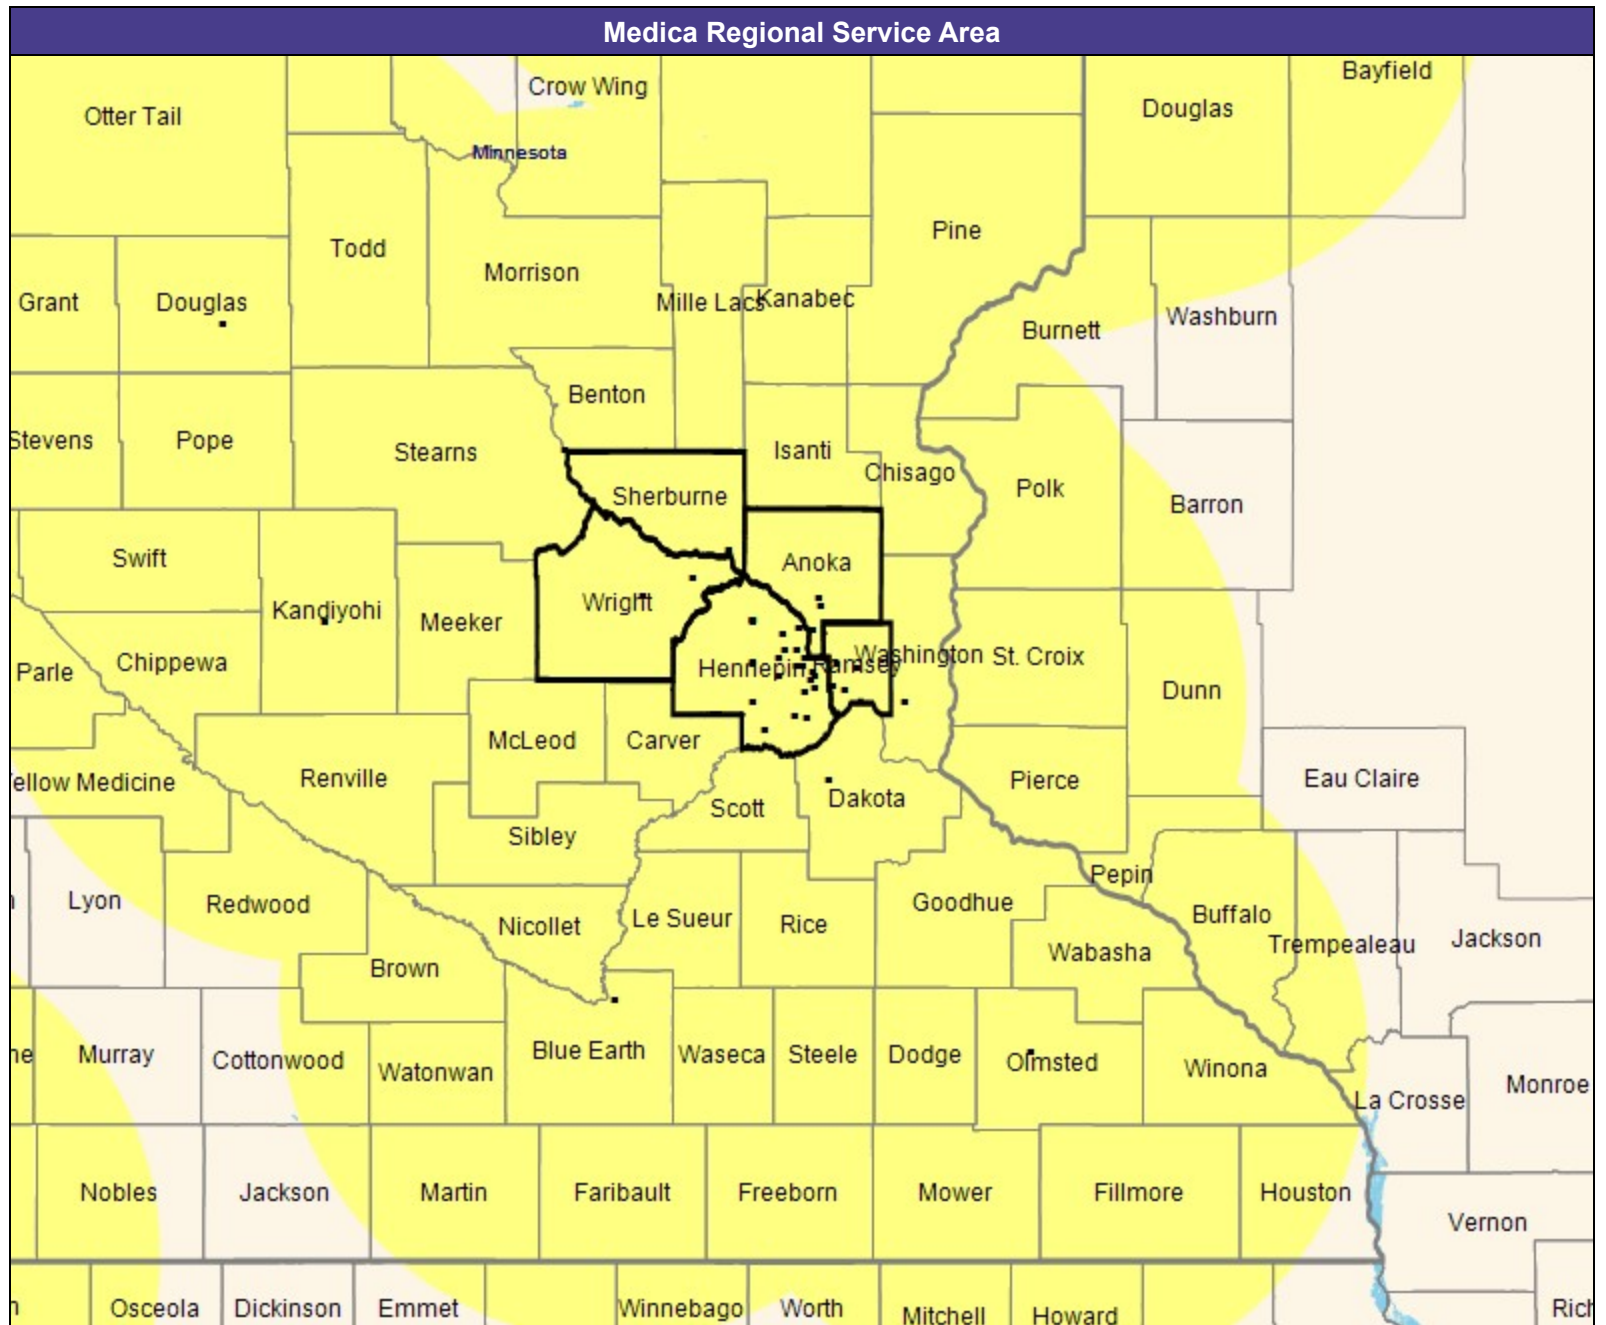 Medica Regional Service Area
Bayfield
Crow Wing
Douglas
Otter Tail
Minnesota
Pine
Todd
Morrison
Grant
Douglas
Mille Lacs
Kanabec
Washburn
Burnett
Benton
Stevens
Pope
Stearns
Isanti
Chisago
Polk
Sherburne
Barron
Swift
Anoka
Wright
Kandiyohi
Meeker
Parle
Chippewa
Hennepin
Ramsey
Washington
St. Croix
Dunn
McLeod
Carver
Yellow Medicine
Renville
Pierce
Eau Claire
Scott
Dakota
Sibley
Pepin
Lyon
Redwood
Nicollet
Le Sueur
Rice
Goodhue
Buffalo
Trempealeau
Jackson
Wabasha
Brown
ne
Murray
Cottonwood
Watonwan
Blue Earth
Waseca
Steele
Dodge
Olmsted
Winona
La Crosse
Monroe
Nobles
Jackson
Martin
Faribault
Freeborn
Mower
Fillmore
Houston
Vernon
Osceola
Dickinson
Emmet
Winnebago
Worth
Mitchell
Howard
Rich